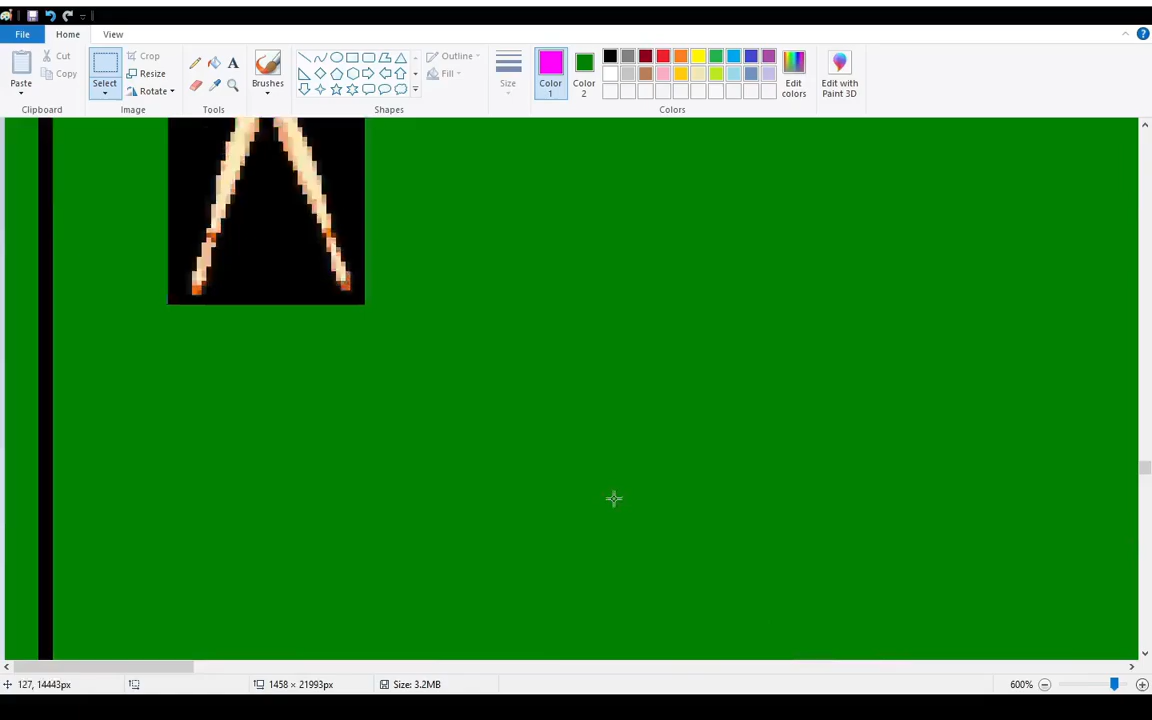 File
Home
View
Paste
Cut
Copy
Clipboard
Select
Crop
Resize
Rotate
Image
A
Tools
Brushes
Outline
Fill
Shapes
Size
Color
1
Color
2
Edit
colors
Colors
Edit with
Paint 3D
?
127, 14443px
1458 × 21993px
Size: 3.2MB
600%